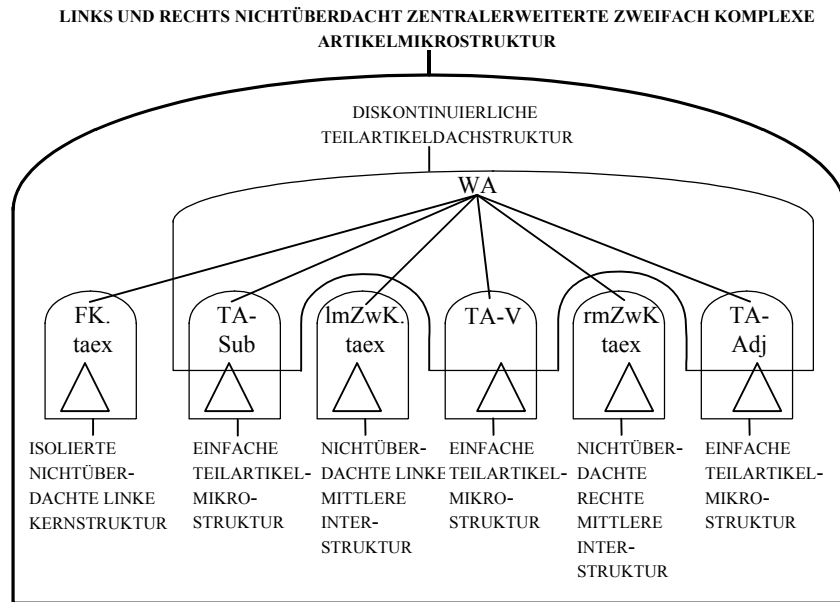 LINKS UND RECHTS NICHTÜBERDACHT ZENTRALERWEITERTE ZWEIFACH KOMPLEXE
ARTIKELMIKROSTRUKTUR
DISKONTINUIERLICHE
TEILARTIKELDACHSTRUKTUR
WA
FK.
taex
TA-
Sub
lmZwK.
taex
TA-V
rmZwK
taex
TA-
Adj
ISOLIERTE
NICHTÜBER-
DACHTE LINKE
KERNSTRUKTUR
EINFACHE
TEILARTIKEL-
MIKRO-
STRUKTUR
NICHTÜBER-
DACHTE LINKE
MITTLERE
INTER-
STRUKTUR
EINFACHE
TEILARTIKEL-
MIKRO-
STRUKTUR
NICHTÜBER-
DACHTE
RECHTE
MITTLERE
INTER-
STRUKTUR
EINFACHE
TEILARTIKEL-
MIKRO-
STRUKTUR